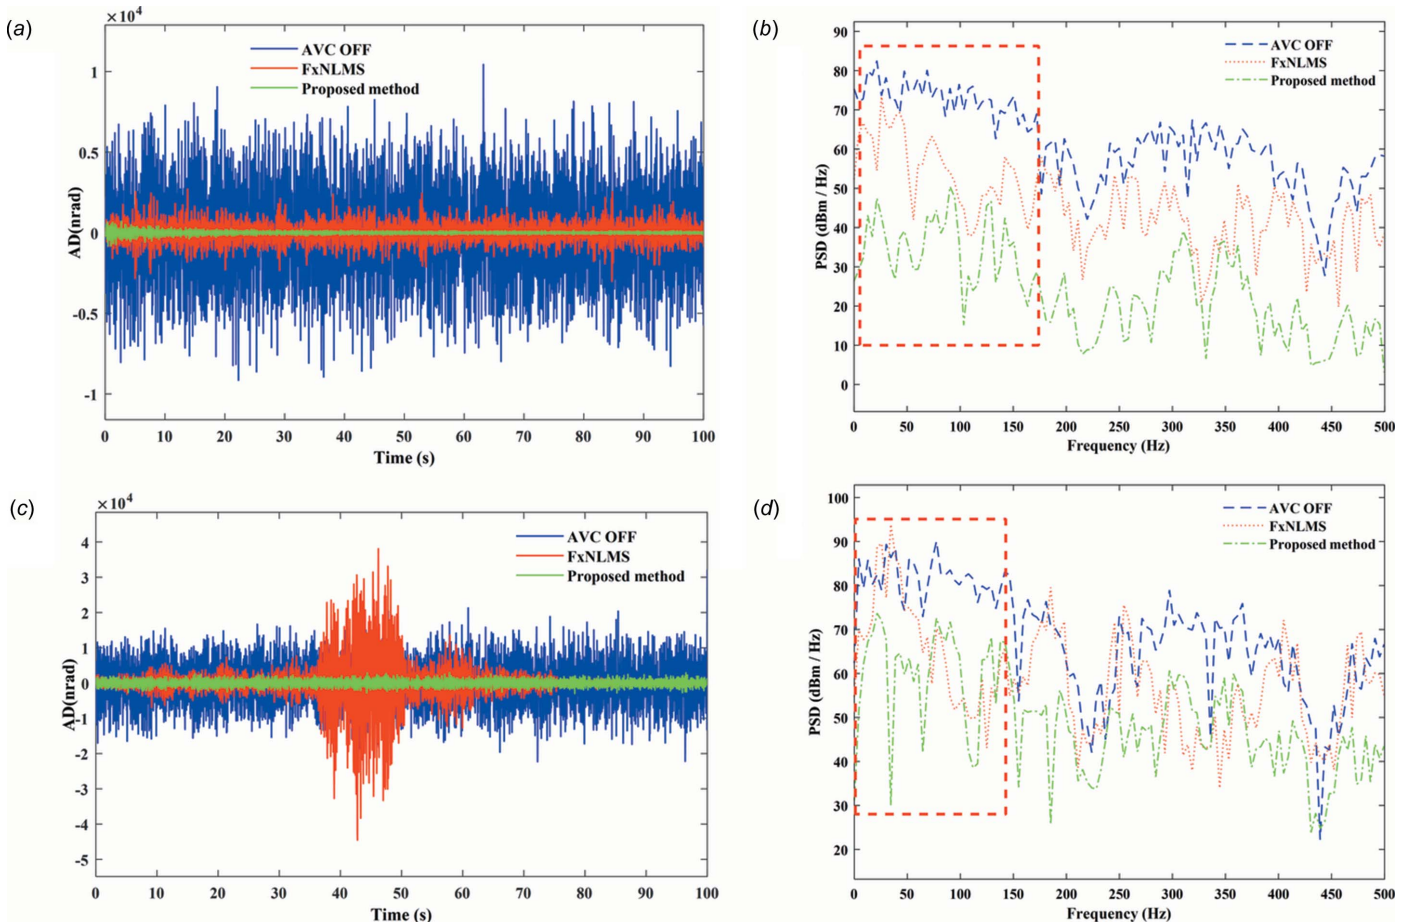 (a)
×10⁴
AVC OFF
FxNLMS
Proposed method
1
0.5
0
-0.5
-1
AD(nrad)
0 10 20 30 40 50 60 70 80 90 100
Time (s)
(b)
90
80
70
60
50
40
30
20
10
0
PSD (dBm / Hz)
AVC OFF
FxNLMS
Proposed method
0 50 100 150 200 250 300 350 400 450 500
Frequency (Hz)
(c)
×10⁴
AVC OFF
FxNLMS
Proposed method
4
3
2
1
0
-1
-2
-3
-4
-5
AD(nrad)
0 10 20 30 40 50 60 70 80 90 100
Time (s)
(d)
100
90
80
70
60
50
40
30
20
PSD (dBm / Hz)
AVC OFF
FxNLMS
Proposed method
0 50 100 150 200 250 300 350 400 450 500
Frequency (Hz)